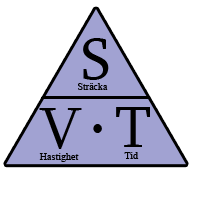 S
Sträcka
V · T
Hastighet Tid